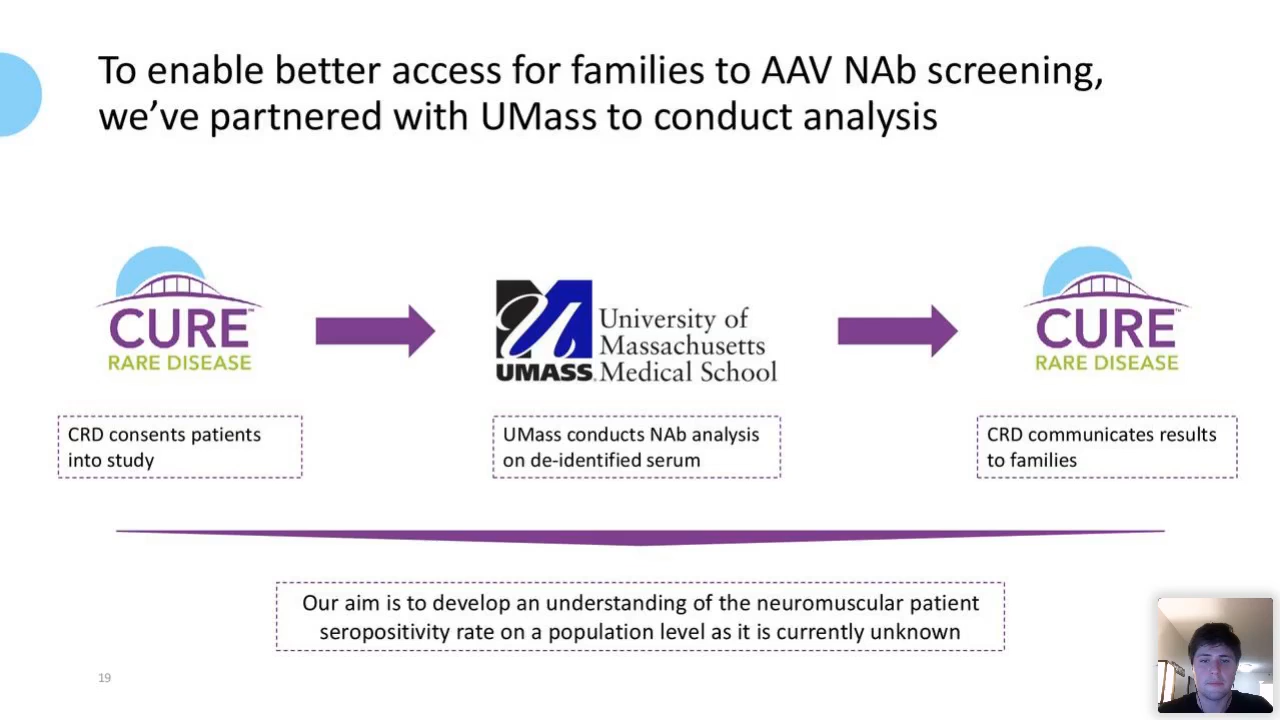 To enable better access for families to AAV NAb screening,
we’ve partnered with UMass to conduct analysis
CURE™
RARE DISEASE
University of
Massachusetts
UMASS. Medical School
CURE™
RARE DISEASE
CRD consents patients
into study
UMass conducts NAb analysis
on de-identified serum
CRD communicates results
to families
Our aim is to develop an understanding of the neuromuscular patient
seropositivity rate on a population level as it is currently unknown
19